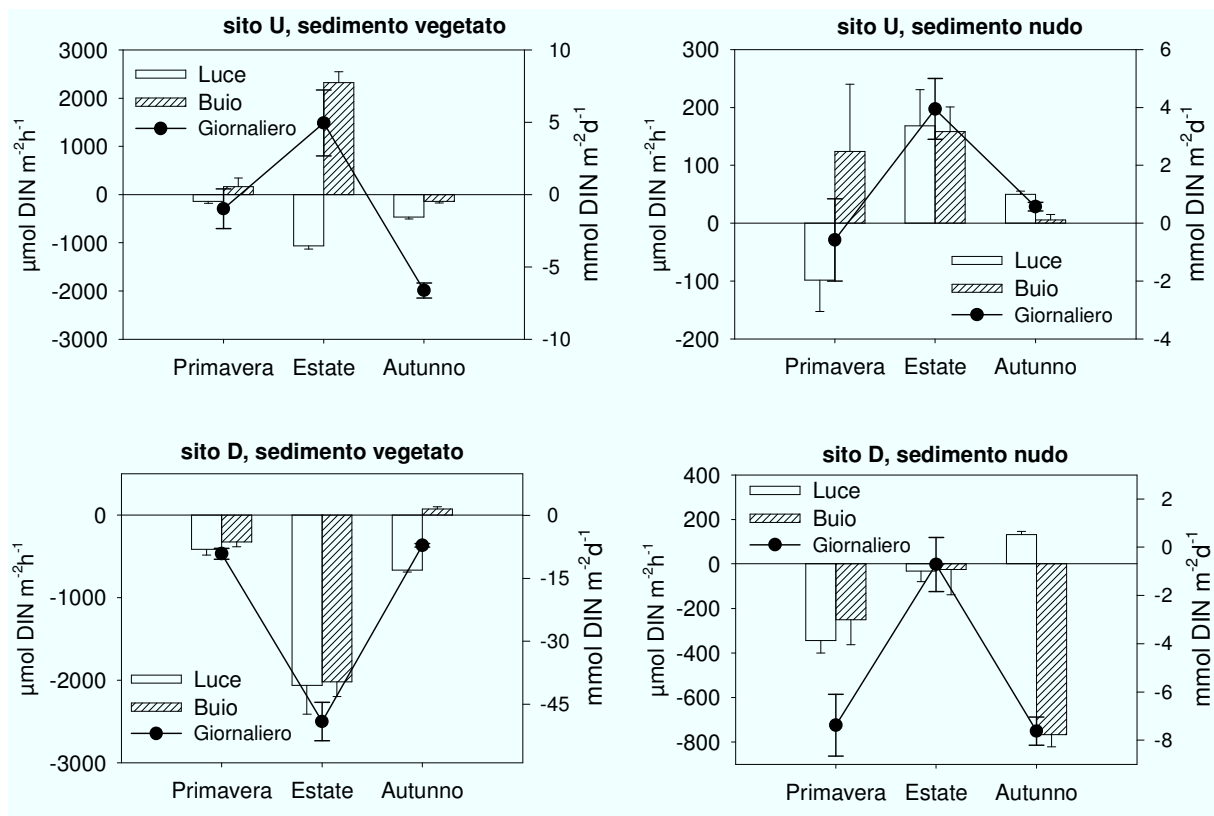 sito U, sedimento vegetato
3000
2000
1000
0
-1000
-2000
-3000
µmol DIN m-2h-1
10
5
0
-5
-10
mmol DIN m-2d-1
Luce
Buio
Giornaliero
Primavera Estate Autunno
sito U, sedimento nudo
300
200
100
0
-100
-200
µmol DIN m-2h-1
6
4
2
0
-2
-4
mmol DIN m-2d-1
Luce
Buio
Giornaliero
Primavera Estate Autunno
sito D, sedimento vegetato
0
-1000
-2000
-3000
µmol DIN m-2h-1
0
-15
-30
-45
mmol DIN m-2d-1
Luce
Buio
Giornaliero
Primavera Estate Autunno
sito D, sedimento nudo
400
200
0
-200
-400
-600
-800
µmol DIN m-2h-1
2
0
-2
-4
-6
-8
mmol DIN m-2d-1
Luce
Buio
Giornaliero
Primavera Estate Autunno